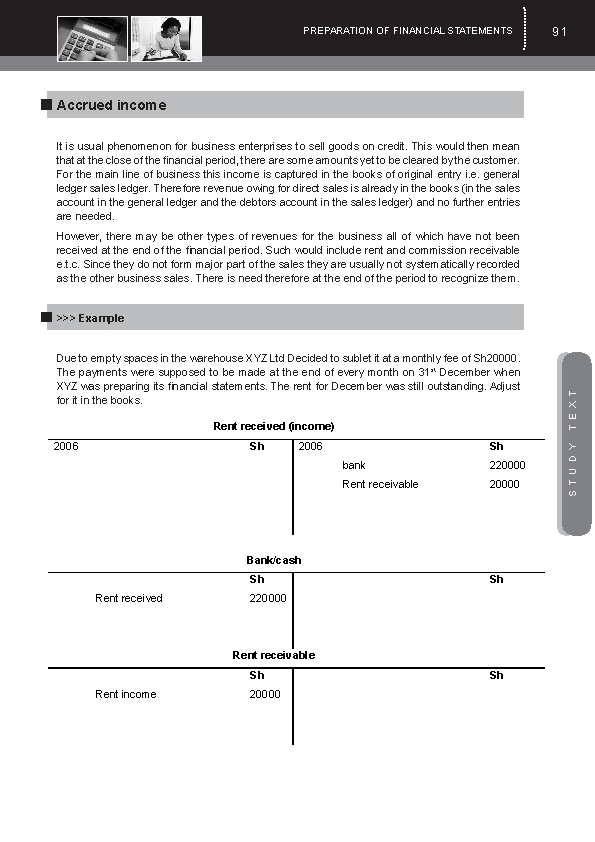 PREPARATION OF FINANCIAL STATEMENTS 91
Accrued income
It is usual phenomenon for business enterprises to sell goods on credit. This would then mean
that at the close of the financial period, there are some amounts yet to be cleared by the customer.
For the main line of business this income is captured in the books of original entry i.e. general
ledger sales ledger. Therefore revenue owing for direct sales is already in the books (in the sales
account in the general ledger and the debtors account in the sales ledger) and no further entries
are needed.
However, there may be other types of revenues for the business all of which have not been
received at the end of the financial period. Such would include rent and commission receivable
e.t.c. Since they do not form major part of the sales they are usually not systematically recorded
as the other business sales. There is need therefore at the end of the period to recognize them.
>>> Example
Due to empty spaces in the warehouse XYZ Ltd Decided to sublet it at a monthly fee of Sh20000.
The payments were supposed to be made at the end of every month on 31st December when
XYZ was preparing its financial statements. The rent for December was still outstanding. Adjust
for it in the books.
Rent received (income)
2006 Sh 2006 Sh
bank 220000
Rent receivable 20000
Bank/cash
Sh Sh
Rent received 220000
Rent receivable
Sh Sh
Rent income 20000
STUDY TEXT